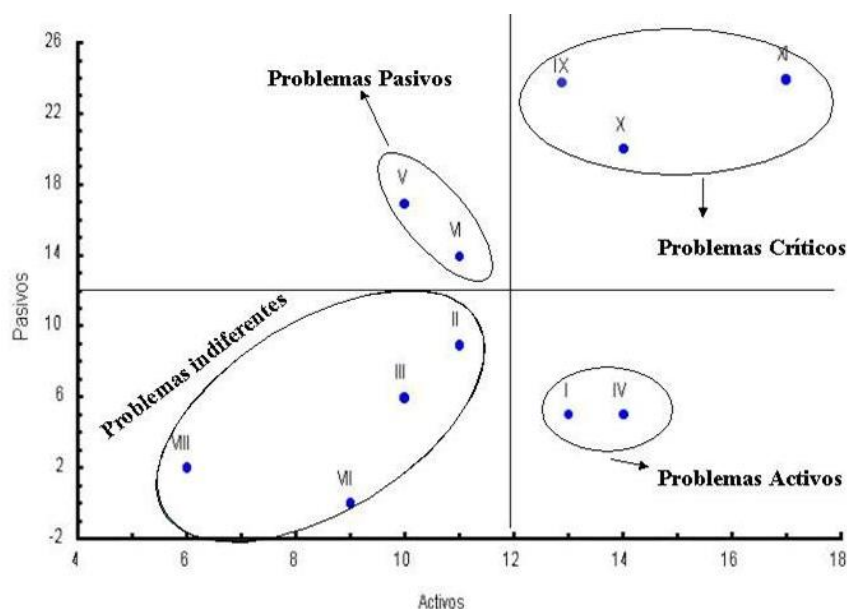 26
22
18
14
10
6
2
-2
Pasivos
Problemas Pasivos
IX
XI
X
V
VI
Problemas Críticos
Problemas indiferentes
II
III
I
IV
VIII
VII
Problemas Activos
4
6
8
10
12
14
16
18
Activos